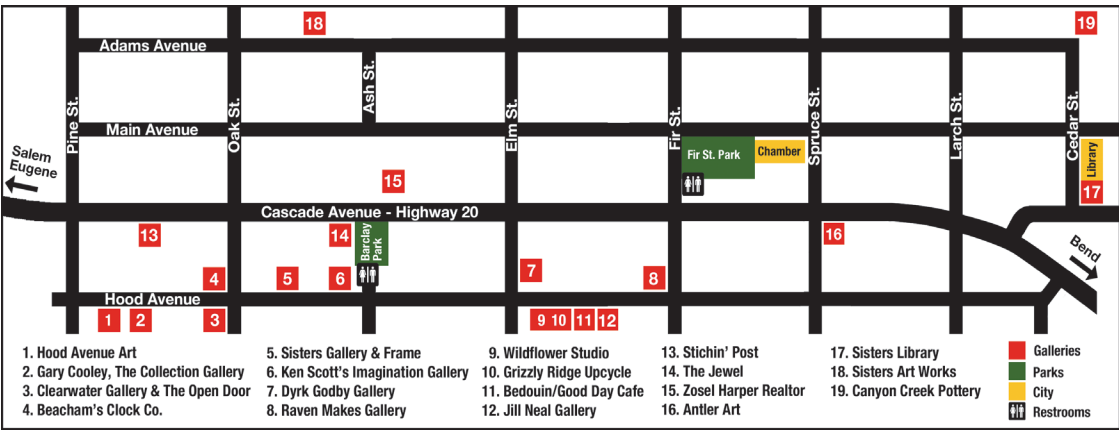 18
19
Adams Avenue
Pine St.
Oak St.
Ash St.
Elm St.
Fir St.
Spruce St.
Larch St.
Cedar St.
Main Avenue
Salem
Eugene
Fir St. Park
Chamber
Library
15
17
Cascade Avenue - Highway 20
13
14
Barclay
Park
16
Bend
4
5
6
7
8
Hood Avenue
1
2
3
9
10
11
12
1. Hood Avenue Art
2. Gary Cooley, The Collection Gallery
3. Clearwater Gallery & The Open Door
4. Beacham's Clock Co.
5. Sisters Gallery & Frame
6. Ken Scott's Imagination Gallery
7. Dyrk Godby Gallery
8. Raven Makes Gallery
9. Wildflower Studio
10. Grizzly Ridge Upcycle
11. Bedouin/Good Day Cafe
12. Jill Neal Gallery
13. Stichin' Post
14. The Jewel
15. Zosel Harper Realtor
16. Antler Art
17. Sisters Library
18. Sisters Art Works
19. Canyon Creek Pottery
Galleries
Parks
City
Restrooms